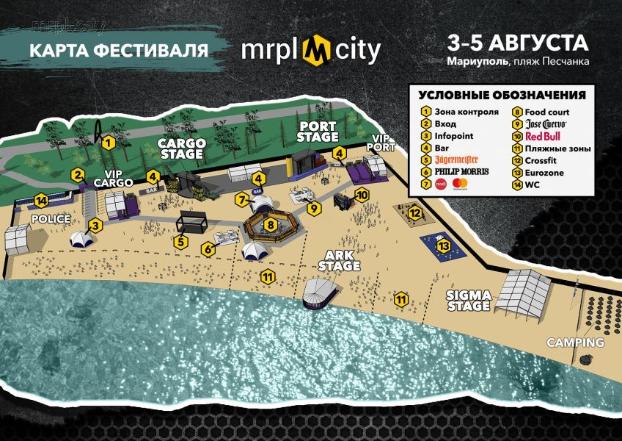 КАРТА ФЕСТИВАЛЯ
mrpl M city
3-5 АВГУСТА
Мариуполь, пляж Песчанка
УСЛОВНЫЕ ОБОЗНАЧЕНИЯ
1 Зона контроля
2 Вход
3 Infopoint
4 Bar
5 Jägermeister
6 PHILIP MORRIS
7
8 Food court
9 Jose Cuervo
10 Red Bull
11 Пляжные зоны
12 Crossfit
13 Eurozone
14 WC
1
CARGO
STAGE
PORT
STAGE
VIP
PORT
4
2
VIP
CARGO
4
4
BAR
4
BAR
14
POLICE
3
5
6
7
8
9
10
12
13
11
ARK
STAGE
11
SIGMA
STAGE
CAMPING